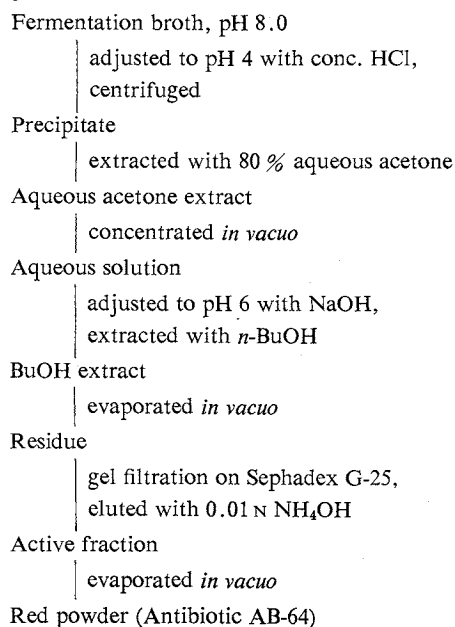 Fermentation broth, pH 8.0
adjusted to pH 4 with conc. HCl,
centrifuged
Precipitate
extracted with 80 % aqueous acetone
Aqueous acetone extract
concentrated in vacuo
Aqueous solution
adjusted to pH 6 with NaOH,
extracted with n-BuOH
BuOH extract
evaporated in vacuo
Residue
gel filtration on Sephadex G-25,
eluted with 0.01 N NH₄OH
Active fraction
evaporated in vacuo
Red powder (Antibiotic AB-64)